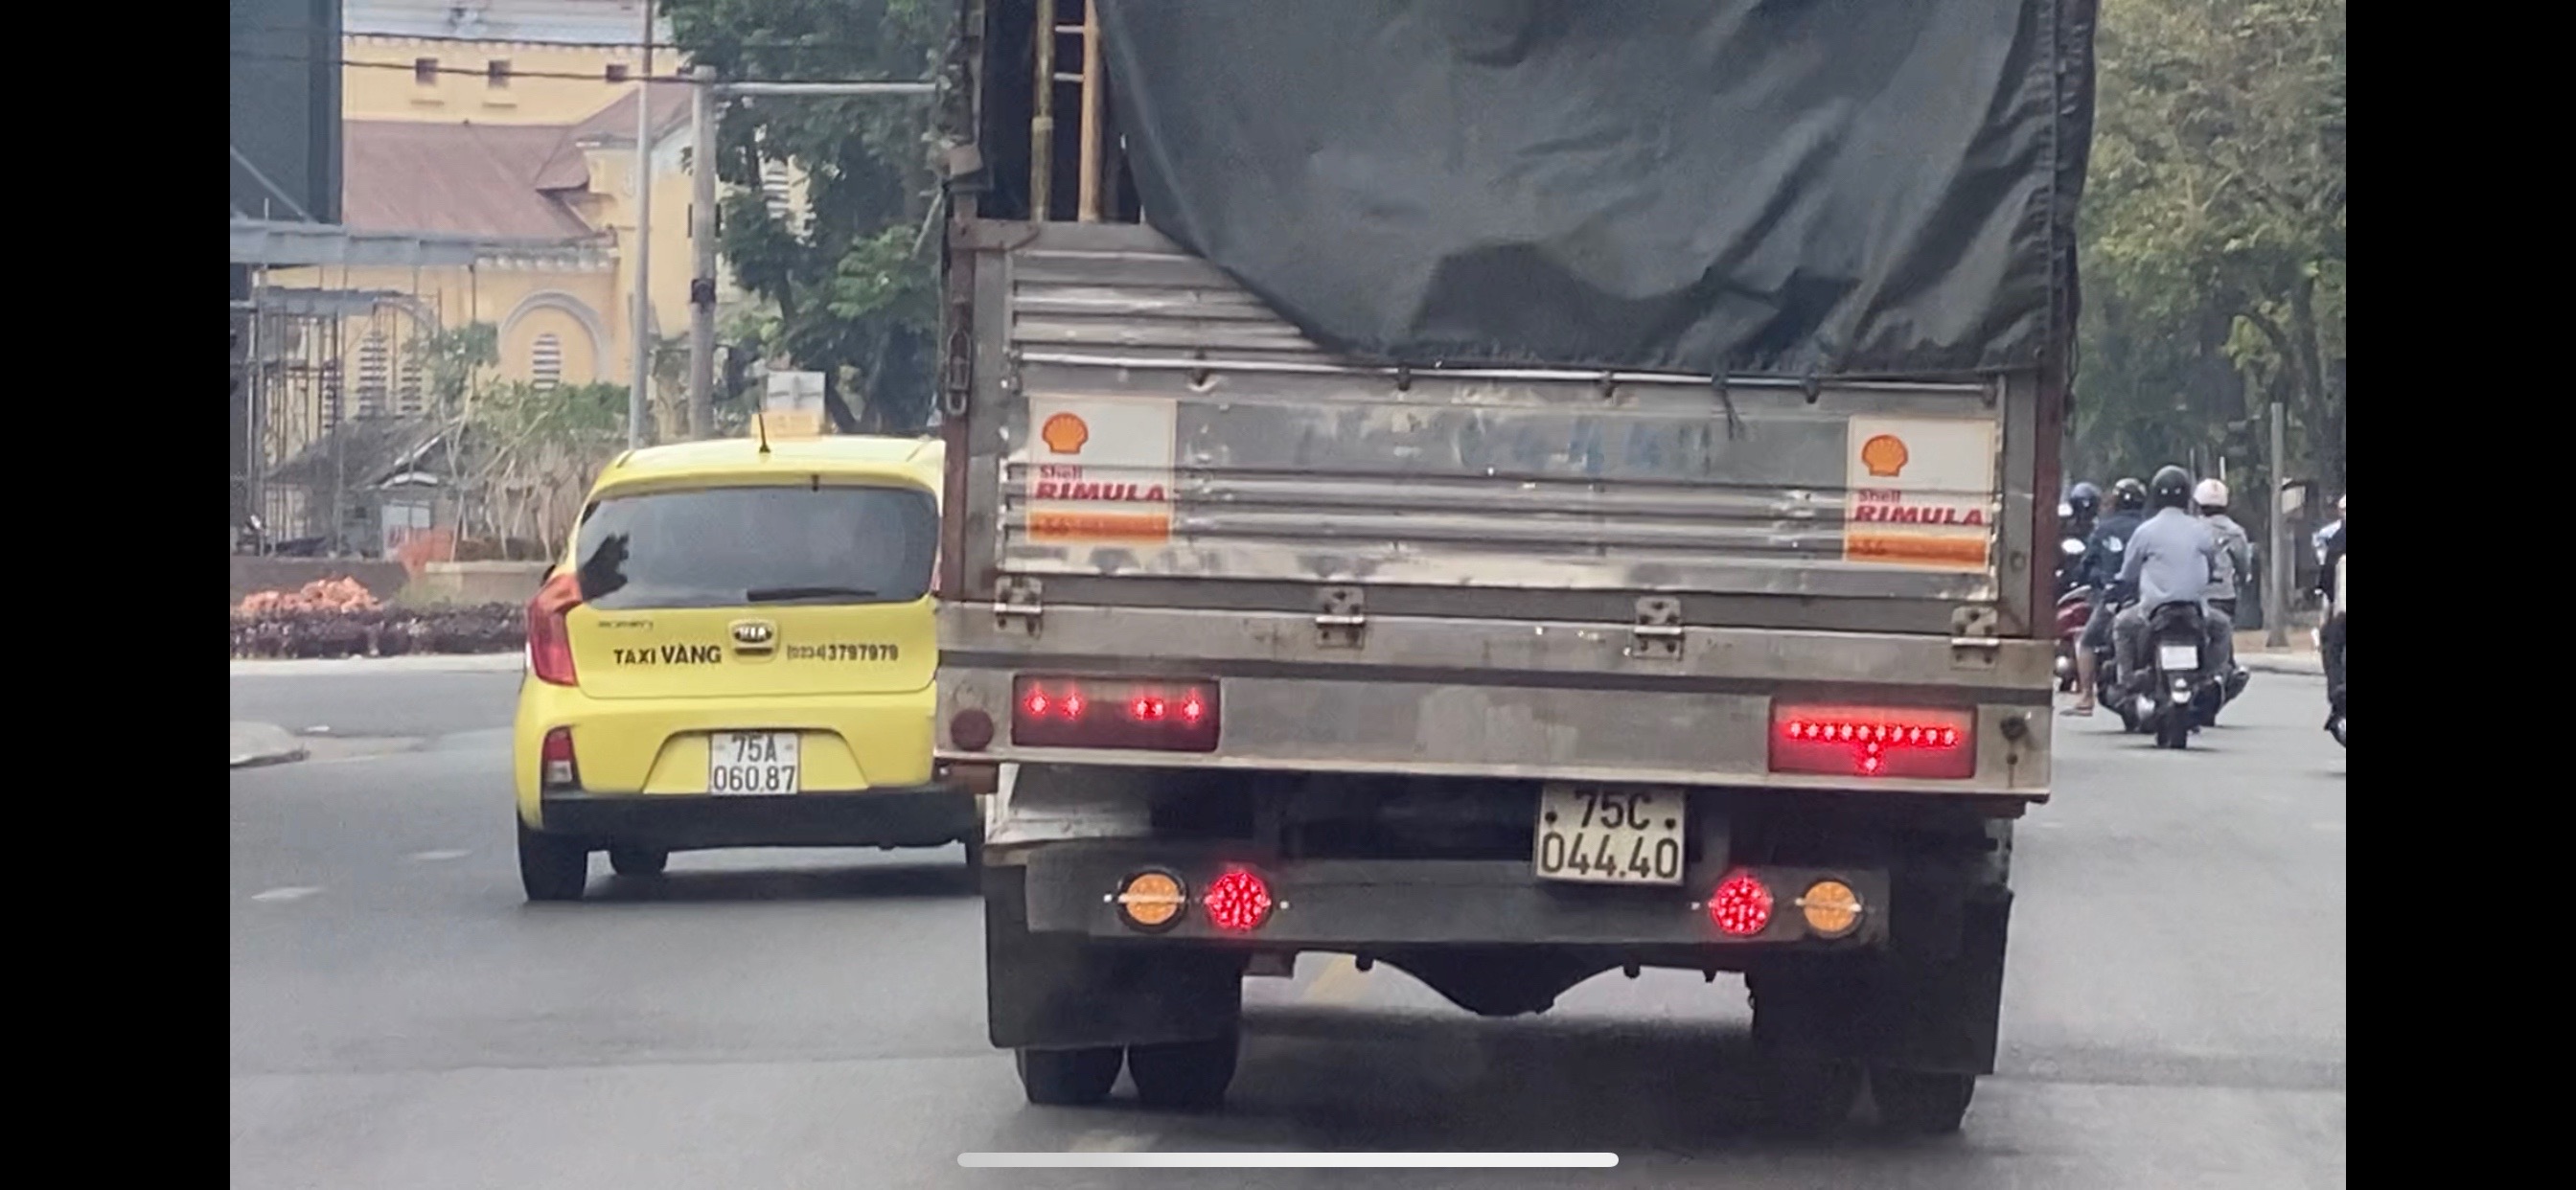 TAXI VÀNG
(0234)3797979
75A
060.87
Shell
RIMULA
Shell
RIMULA
75C
044.40